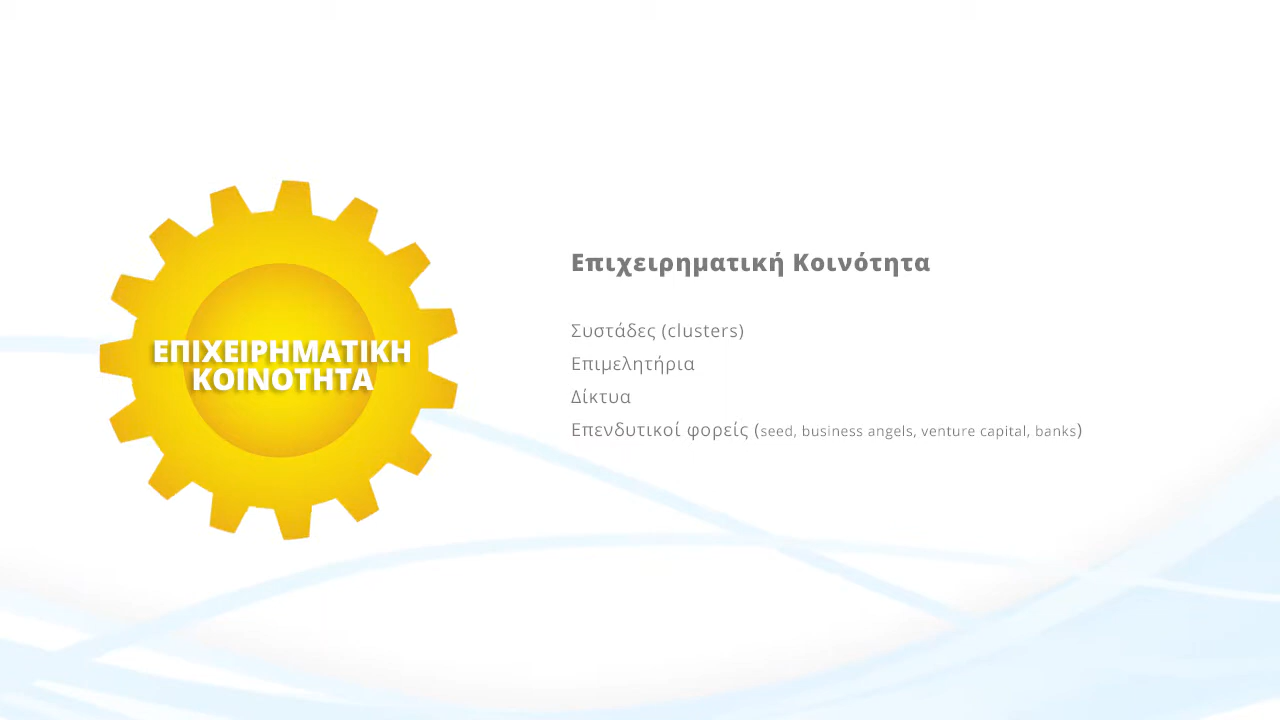 ΕΠΙΧΕΙΡΗΜΑΤΙΚΗ
ΚΟΙΝΟΤΗΤΑ
Επιχειρηματική Κοινότητα
Συστάδες (clusters)
Επιμελητήρια
Δίκτυα
Επενδυτικοί φορείς (seed, business angels, venture capital, banks)